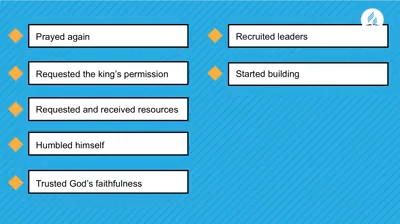 Prayed again
Requested the king's permission
Requested and received resources
Humbled himself
Trusted God's faithfulness
Recruited leaders
Started building